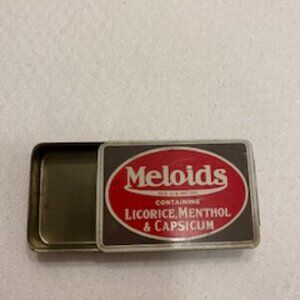 Meloids
CONTAINING
LICORICE, MENTHOL
& CAPSICUM